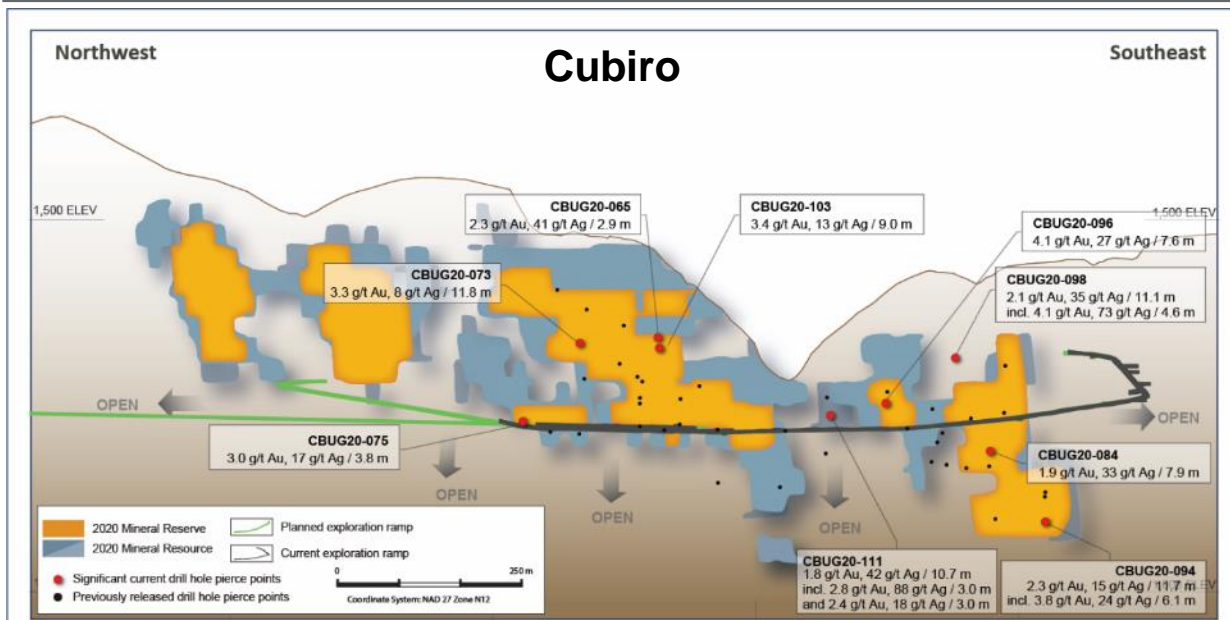 Northwest
Cubiro
Southeast
1,500 ELEV
1,500 ELEV
CBUG20-065
2.3 g/t Au, 41 g/t Ag / 2.9 m
CBUG20-103
3.4 g/t Au, 13 g/t Ag / 9.0 m
CBUG20-096
4.1 g/t Au, 27 g/t Ag / 7.6 m
CBUG20-073
3.3 g/t Au, 8 g/t Ag / 11.8 m
CBUG20-098
2.1 g/t Au, 35 g/t Ag / 11.1 m
incl. 4.1 g/t Au, 73 g/t Ag / 4.6 m
OPEN
OPEN
CBUG20-075
3.0 g/t Au, 17 g/t Ag / 3.8 m
CBUG20-084
1.9 g/t Au, 33 g/t Ag / 7.9 m
OPEN
OPEN
OPEN
2020 Mineral Reserve
2020 Mineral Resource
Planned exploration ramp
Current exploration ramp
Significant current drill hole pierce points
Previously released drill hole pierce points
0
250 m
Coordinate System: NAD 27 Zone N12
CBUG20-111
1.8 g/t Au, 42 g/t Ag / 10.7 m
incl. 2.8 g/t Au, 88 g/t Ag / 3.0 m
and 2.4 g/t Au, 18 g/t Ag / 3.0 m
CBUG20-094
2.3 g/t Au, 15 g/t Ag / 11.7 m
incl. 3.8 g/t Au, 24 g/t Ag / 6.1 m
ELEV